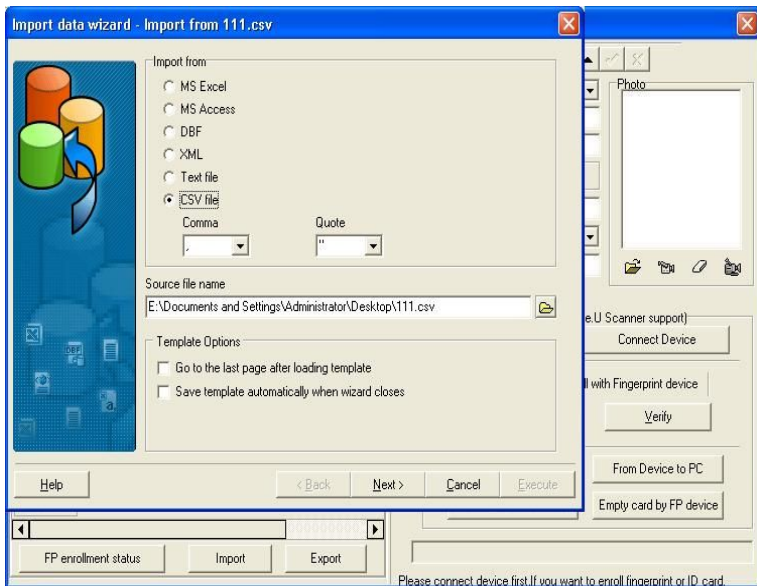 Import data wizard - Import from 111.csv
Import from
MS Excel
MS Access
DBF
XML
Text file
CSV file
Comma
Quote
,
"
Source file name
E:\Documents and Settings\Administrator\Desktop\111.csv
Template Options
Go to the last page after loading template
Save template automatically when wizard closes
Help
< Back
Next >
Cancel
Execute
Photo
e.U Scanner support)
Connect Device
ll with Fingerprint device
Verify
From Device to PC
Empty card by FP device
FP enrollment status
Import
Export
Please connect device first.If you want to enroll fingerprint or ID card.